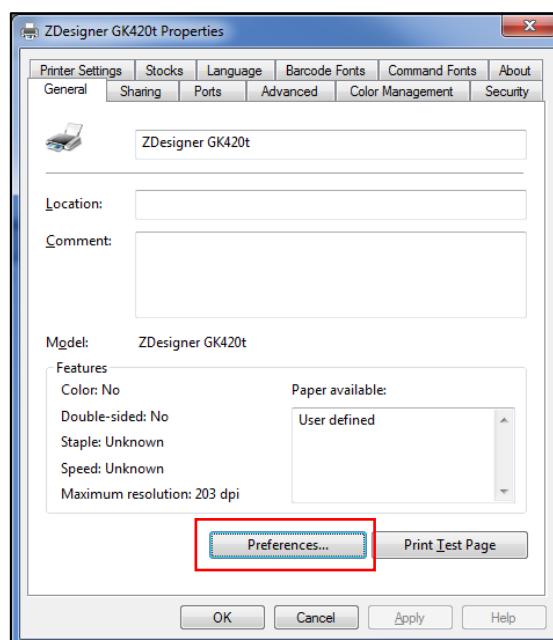 ZDesigner GK420t Properties
Printer Settings Stocks Language Barcode Fonts Command Fonts About
General Sharing Ports Advanced Color Management Security
ZDesigner GK420t
Location:
Comment:
Model: ZDesigner GK420t
Features
Color: No Paper available:
Double-sided: No User defined
Staple: Unknown
Speed: Unknown
Maximum resolution: 203 dpi
Preferences... Print Test Page
OK Cancel Apply Help